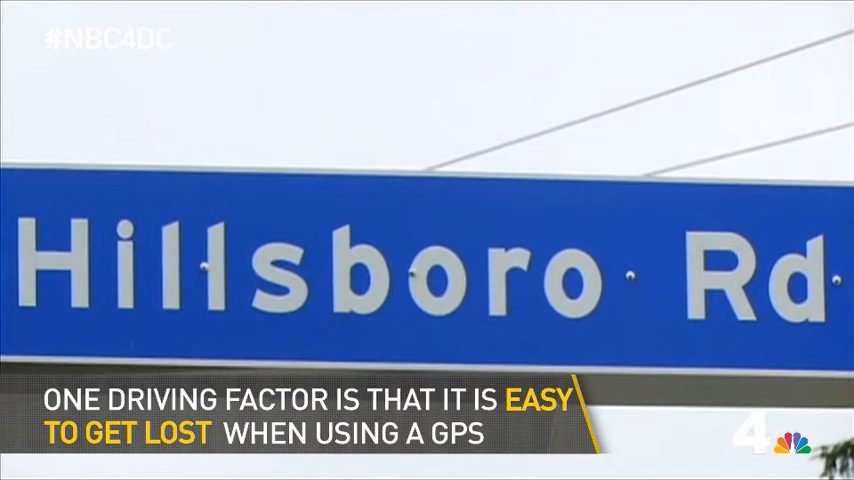 #NBC4DC
Hillsboro Rd
ONE DRIVING FACTOR IS THAT IT IS EASY
TO GET LOST WHEN USING A GPS
4